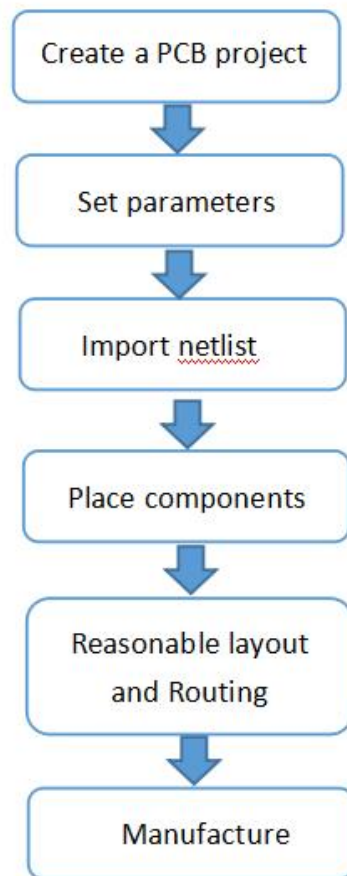 Create a PCB project
Set parameters
Import netlist
Place components
Reasonable layout
and Routing
Manufacture